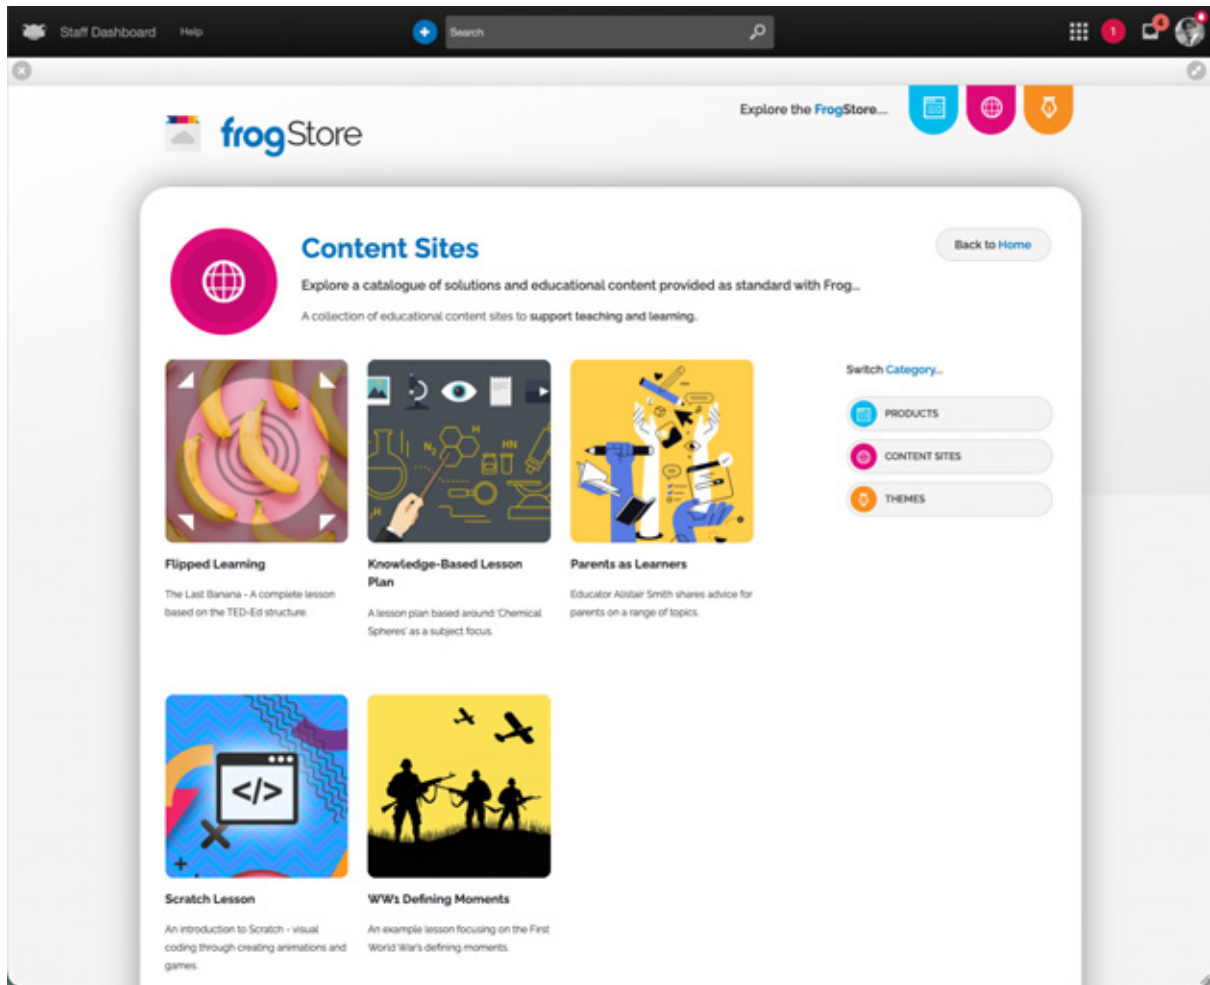 Staff Dashboard Help Search 1 4
Explore the FrogStore...
frogStore
Content Sites
Back to Home
Explore a catalogue of solutions and educational content provided as standard with Frog...
A collection of educational content sites to support teaching and learning.
Switch Category...
PRODUCTS
CONTENT SITES
THEMES
N₂ H HN
H
Flipped Learning
The Last Banana - A complete lesson
based on the TED-Ed structure.
Knowledge-Based Lesson
Plan
A lesson plan based around 'Chemical
Spheres' as a subject focus.
Parents as Learners
Educator Alistair Smith shares advice for
parents on a range of topics.
</>
Scratch Lesson
An introduction to Scratch - visual
coding through creating animations and
games.
WW1 Defining Moments
An example lesson focusing on the First
World War's defining moments.